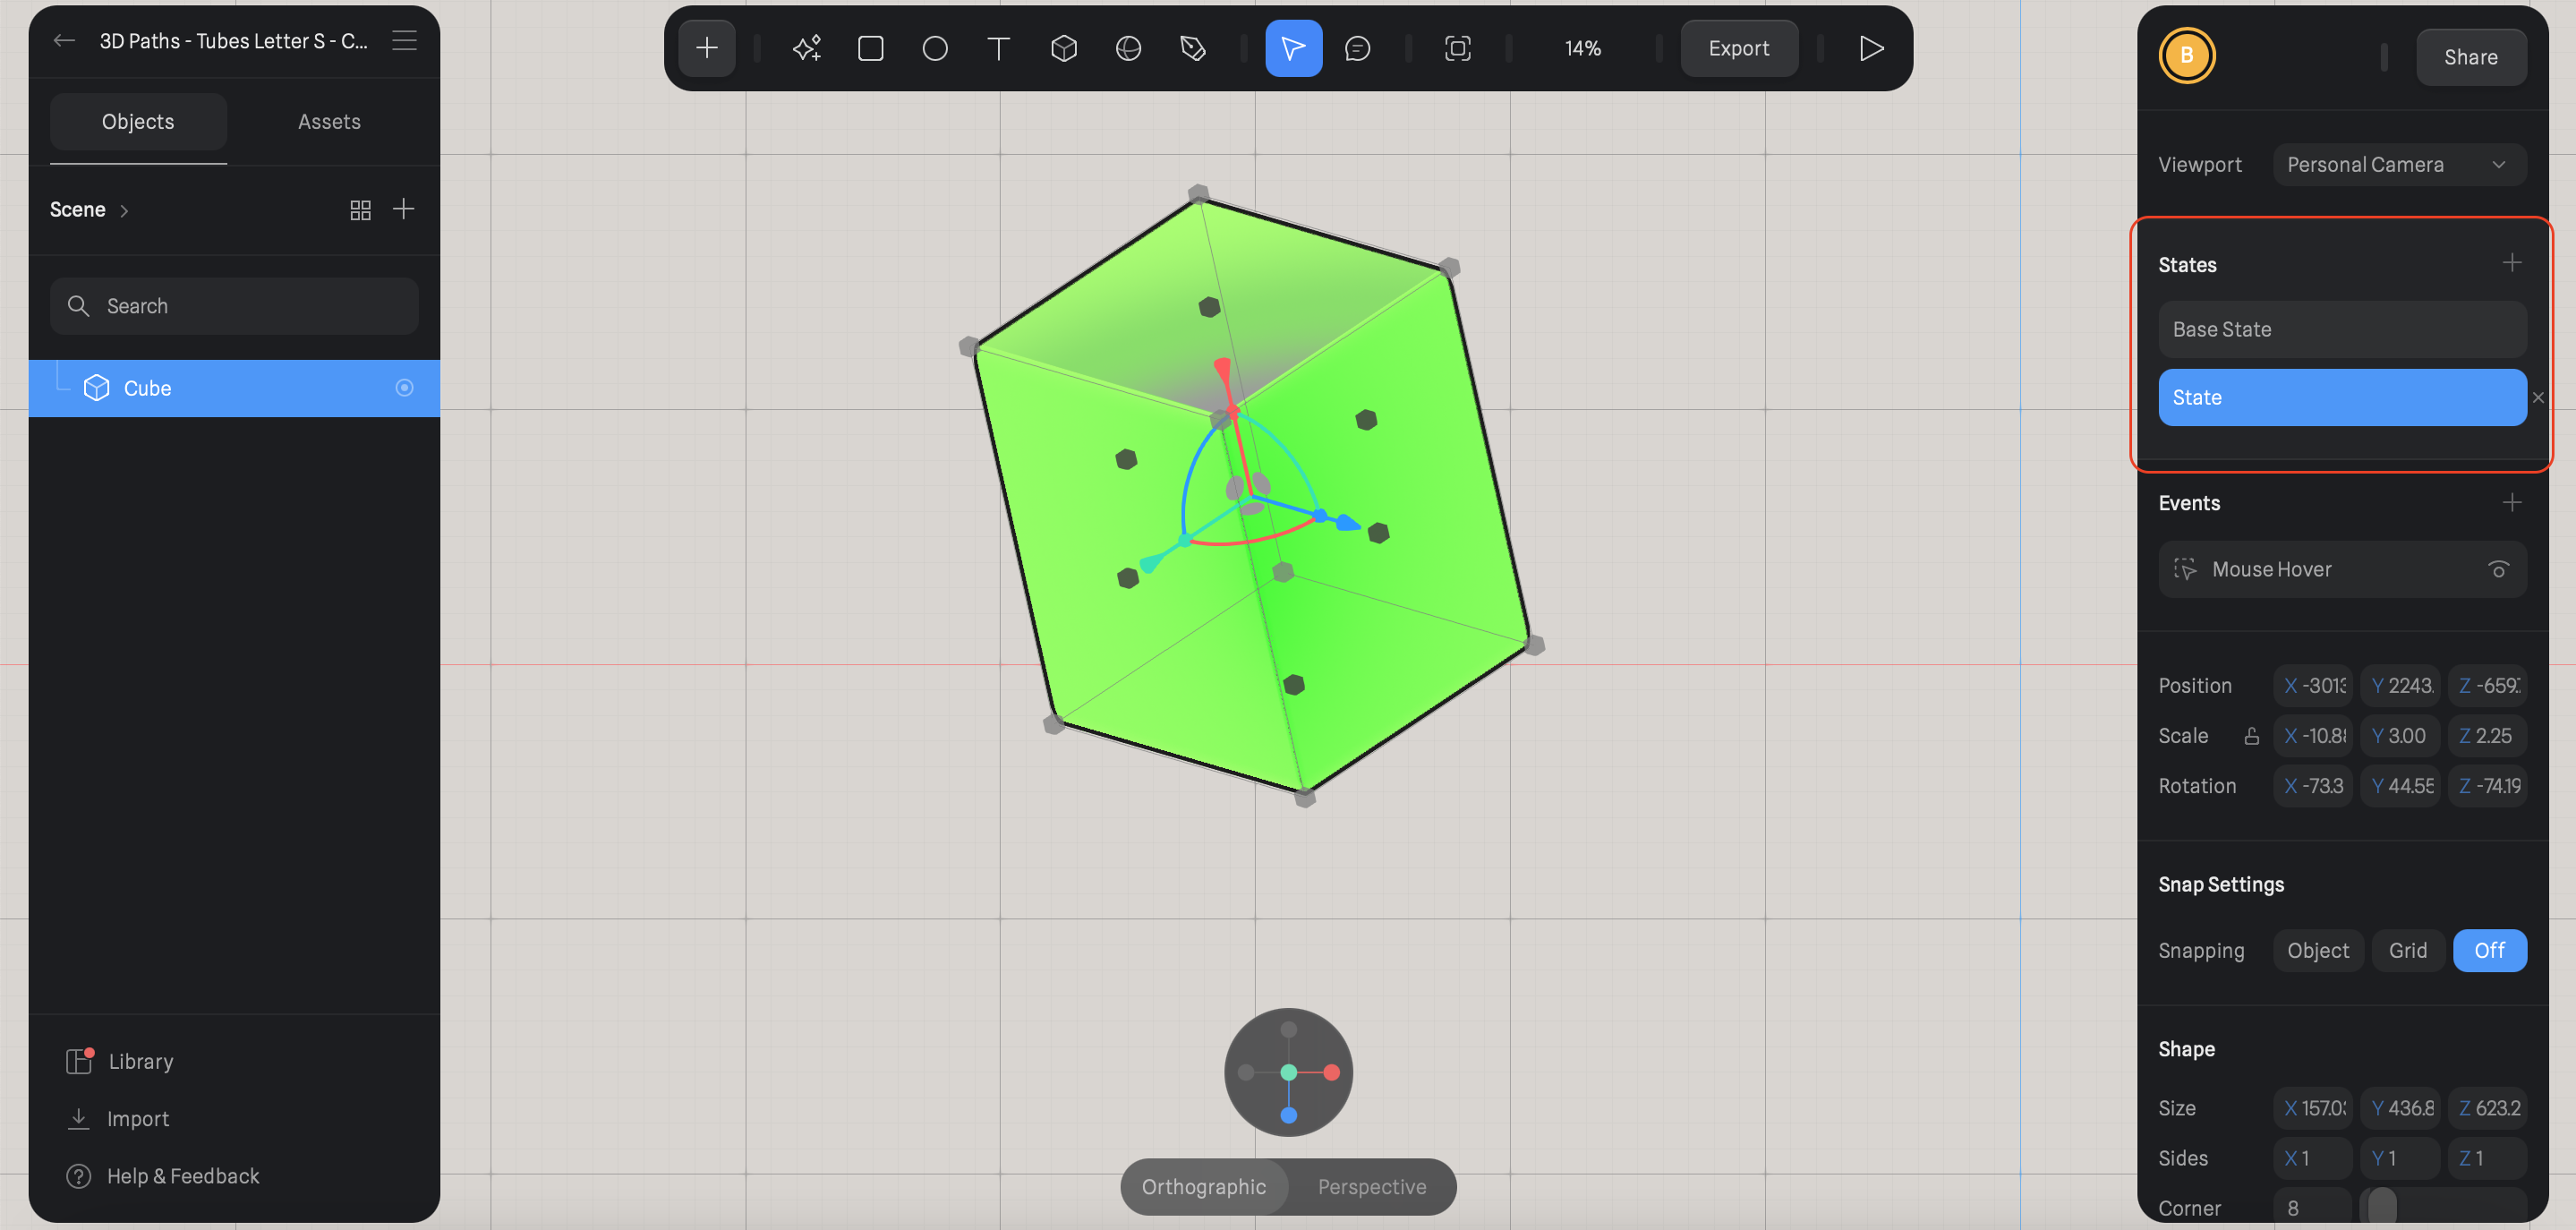 3D Paths - Tubes Letter S - C...
Objects
Assets
Scene
Search
Cube
Library
Import
Help & Feedback
14%
Export
Orthographic
Perspective
B
Share
Viewport
Personal Camera
States
Base State
State
Events
Mouse Hover
Position X -3013 Y 2243. Z -659.
Scale X -10.8 Y 3.00 Z 2.25
Rotation X -73.3 Y 44.55 Z -74.19
Snap Settings
Snapping Object Grid Off
Shape
Size X 157.0 Y 436.8 Z 623.2
Sides X 1 Y 1 Z 1
Corner 8